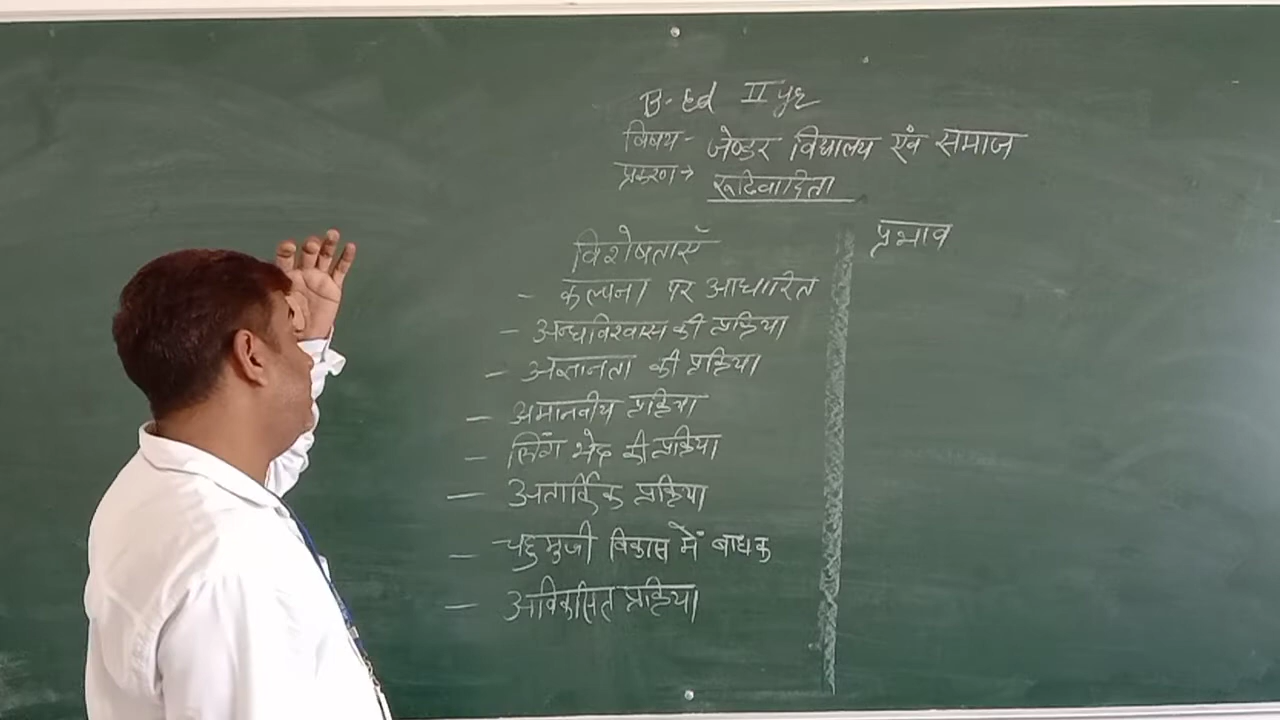 B.Ed II yr
विषय - जेण्डर विद्यालय एवं समाज
प्रकरण → रूढिवादिता
विशेषताएँ
- कल्पना पर आधारित
- अन्धविश्वास की प्रक्रिया
- अज्ञानता की प्रक्रिया
- अमानवीय प्रक्रिया
- लिंग भेद की प्रक्रिया
- अतार्किक प्रक्रिया
- चहुमुखी विकास में बाधक
- अविकसित प्रक्रिया
प्रभाव